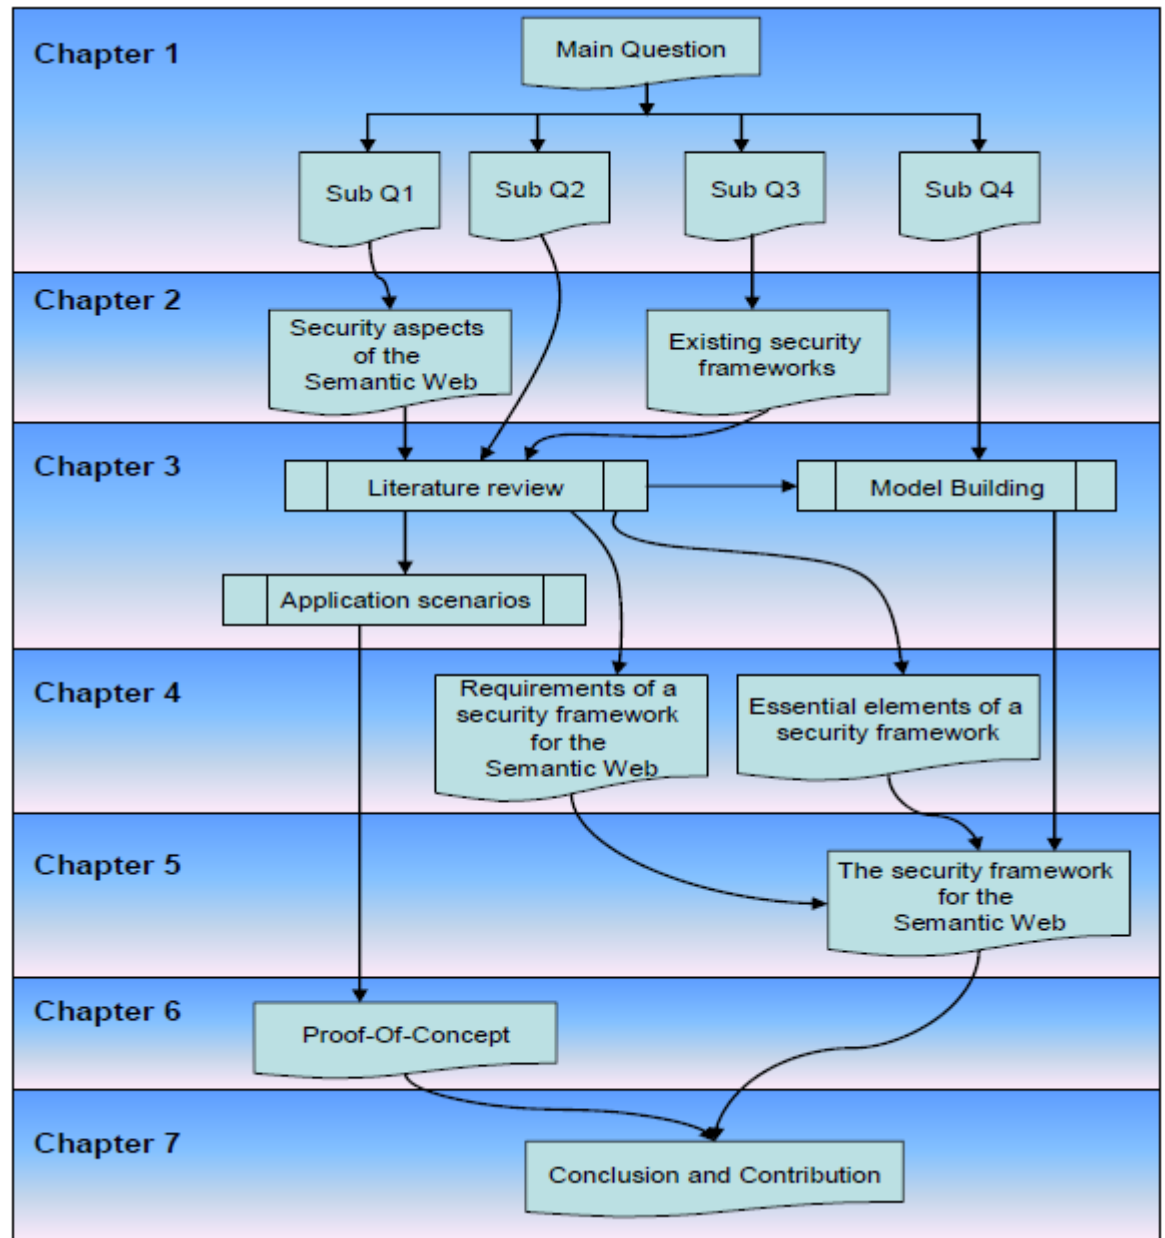 Chapter 1
Main Question
Sub Q1
Sub Q2
Sub Q3
Sub Q4
Chapter 2
Security aspects
of the
Semantic Web
Existing security
frameworks
Chapter 3
Literature review
Model Building
Application scenarios
Chapter 4
Requirements of a
security framework
for the
Semantic Web
Essential elements of a
security framework
Chapter 5
The security framework
for the
Semantic Web
Chapter 6
Proof-Of-Concept
Chapter 7
Conclusion and Contribution